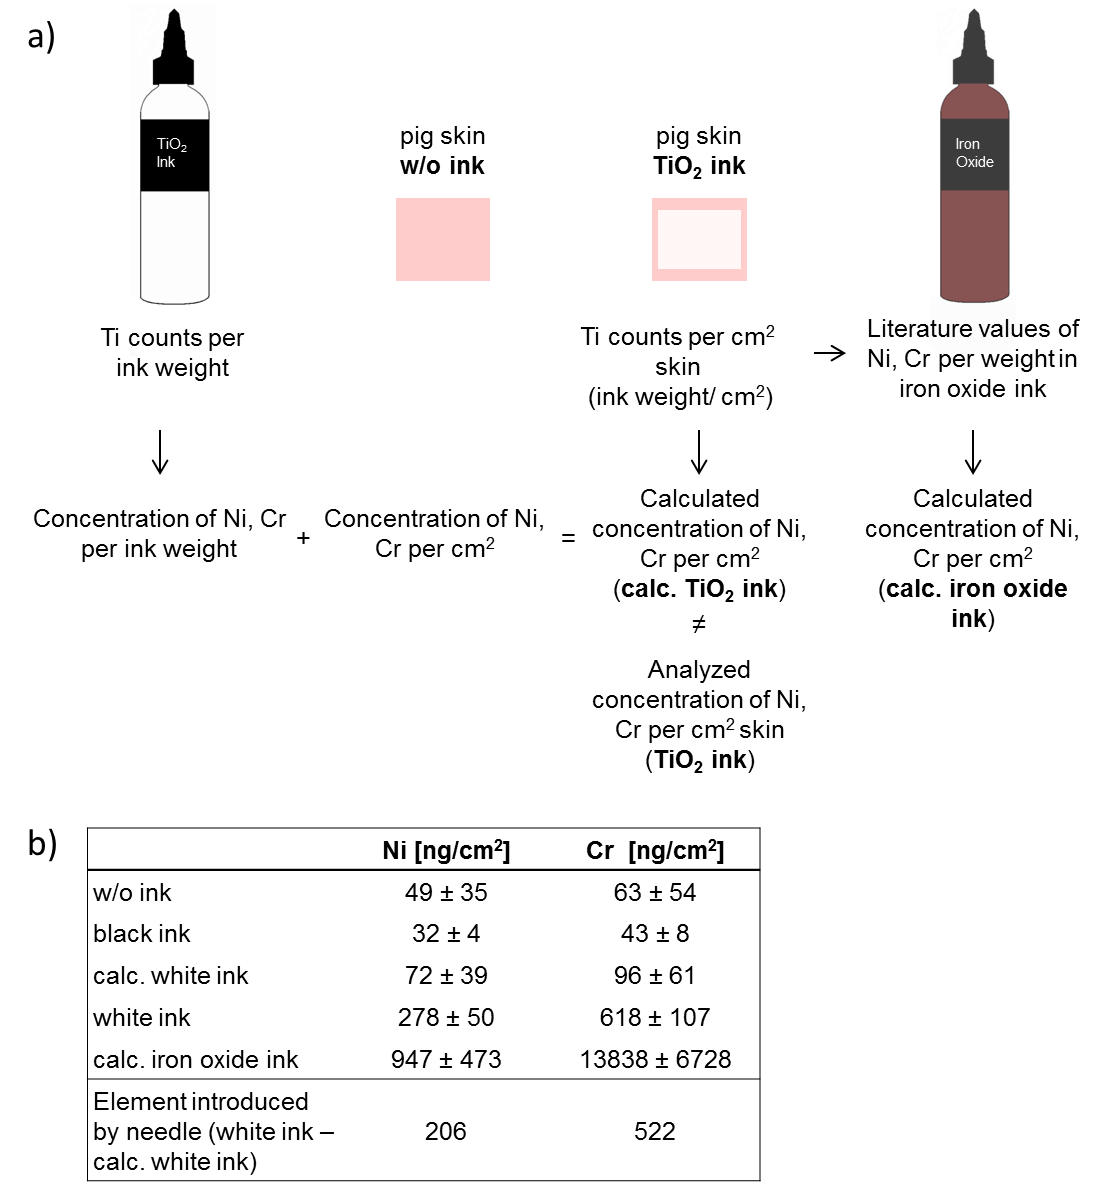 a)
TiO₂
Ink
pig skin
w/o ink
pig skin
TiO₂ ink
Iron
Oxide
Ti counts per
ink weight
Ti counts per cm²
skin
(ink weight/ cm²)
→
Literature values of
Ni, Cr per weight in
iron oxide ink
↓
↓
↓
Concentration of Ni, Cr
per ink weight
+
Concentration of Ni,
Cr per cm²
=
Calculated
concentration of Ni,
Cr per cm²
(calc. TiO₂ ink)
≠
Analyzed
concentration of Ni,
Cr per cm² skin
(TiO₂ ink)
Calculated
concentration of Ni,
Cr per cm²
(calc. iron oxide
ink)
b)
Ni [ng/cm²] Cr [ng/cm²]
w/o ink 49 ± 35 63 ± 54
black ink 32 ± 4 43 ± 8
calc. white ink 72 ± 39 96 ± 61
white ink 278 ± 50 618 ± 107
calc. iron oxide ink 947 ± 473 13838 ± 6728
Element introduced
by needle (white ink – 206 522
calc. white ink)